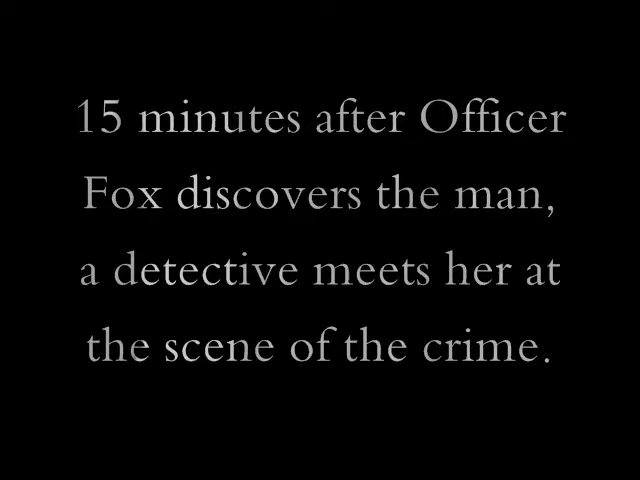 15 minutes after Officer
Fox discovers the man,
a detective meets her at
the scene of the crime.